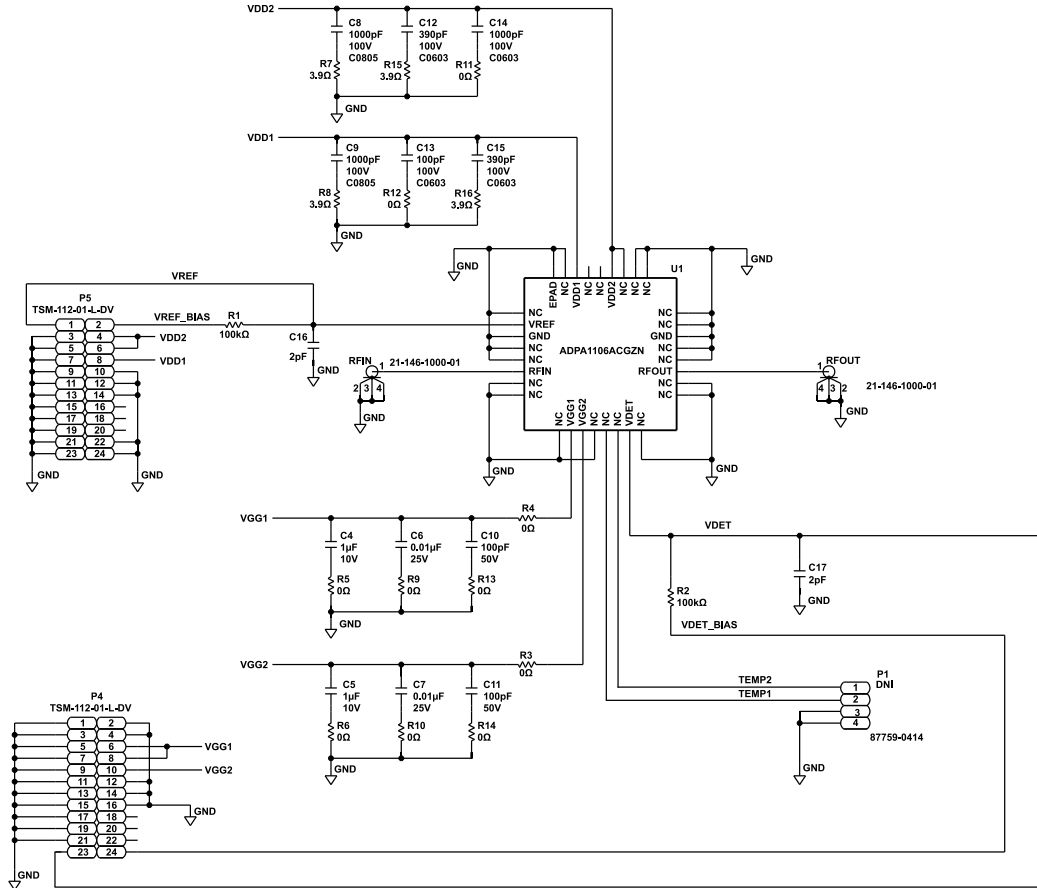 VDD2
C8
1000pF
100V
C0805
C12
390pF
100V
C0603
C14
1000pF
100V
C0603
R7
3.9Ω
R15
3.9Ω
R11
0Ω
GND
VDD1
C9
1000pF
100V
C0805
C13
100pF
100V
C0603
C15
390pF
100V
C0603
R8
3.9Ω
R12
0Ω
R16
3.9Ω
GND
GND
GND
U1
EPAD
NC
VDD1
NC
NC
VDD2
NC
NC
NC
NC
VREF
GND
NC
NC
RFIN
NC
NC
ADPA1106ACGZN
NC
NC
GND
NC
NC
RFOUT
NC
NC
NC
VGG1
VGG2
NC
NC
NC
VDET
NC
VREF
P5
TSM-112-01-L-DV
VREF_BIAS
R1
100kΩ
C16
2pF
GND
1 2
3 4
5 6
7 8
9 10
11 12
13 14
15 16
17 18
19 20
21 22
23 24
VDD2
VDD1
GND
GND
RFIN
21-146-1000-01
1
2 3 4
GND
RFOUT
21-146-1000-01
1
4 3 2
GND
GND
GND
VGG1
R4
0Ω
C4
1µF
10V
C6
0.01µF
25V
C10
100pF
50V
R5
0Ω
R9
0Ω
R13
0Ω
GND
VDET
C17
2pF
GND
R2
100kΩ
VDET_BIAS
VGG2
R3
0Ω
C5
1µF
10V
C7
0.01µF
25V
C11
100pF
50V
R6
0Ω
R10
0Ω
R14
0Ω
GND
TEMP2
TEMP1
P1
DNI
1
2
3
4
87759-0414
GND
P4
TSM-112-01-L-DV
1 2
3 4
5 6
7 8
9 10
11 12
13 14
15 16
17 18
19 20
21 22
23 24
VGG1
VGG2
GND
GND